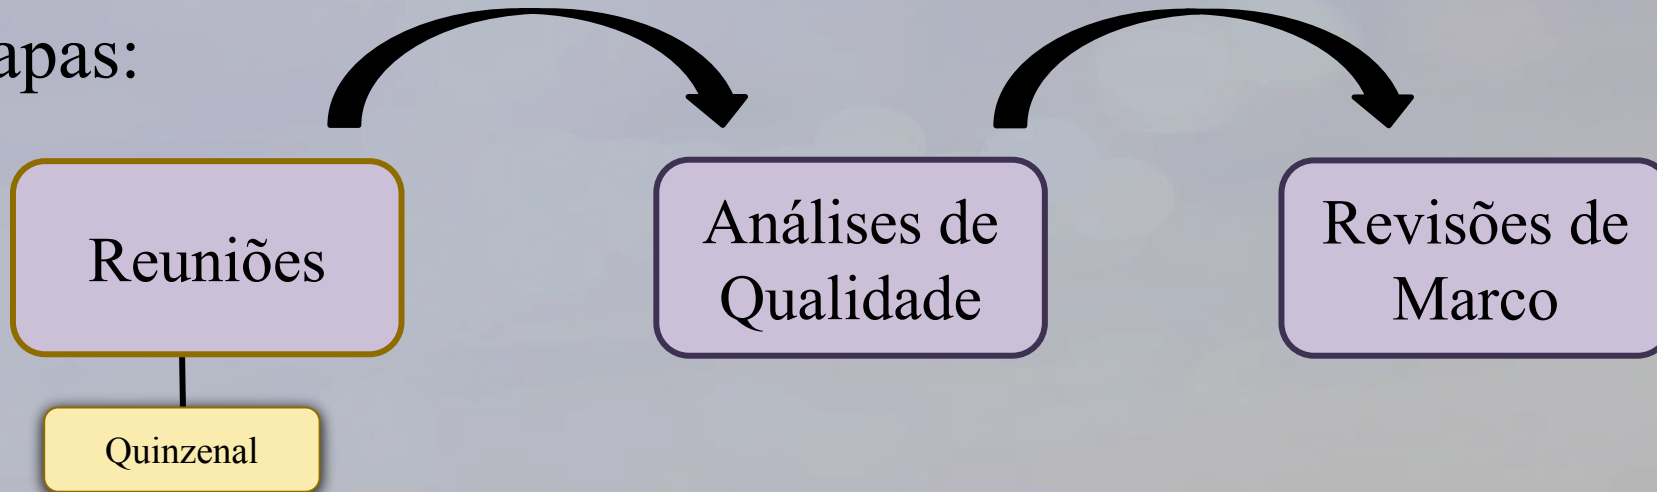 apas:
Reuniões
Análises de
Qualidade
Revisões de
Marco
Quinzenal